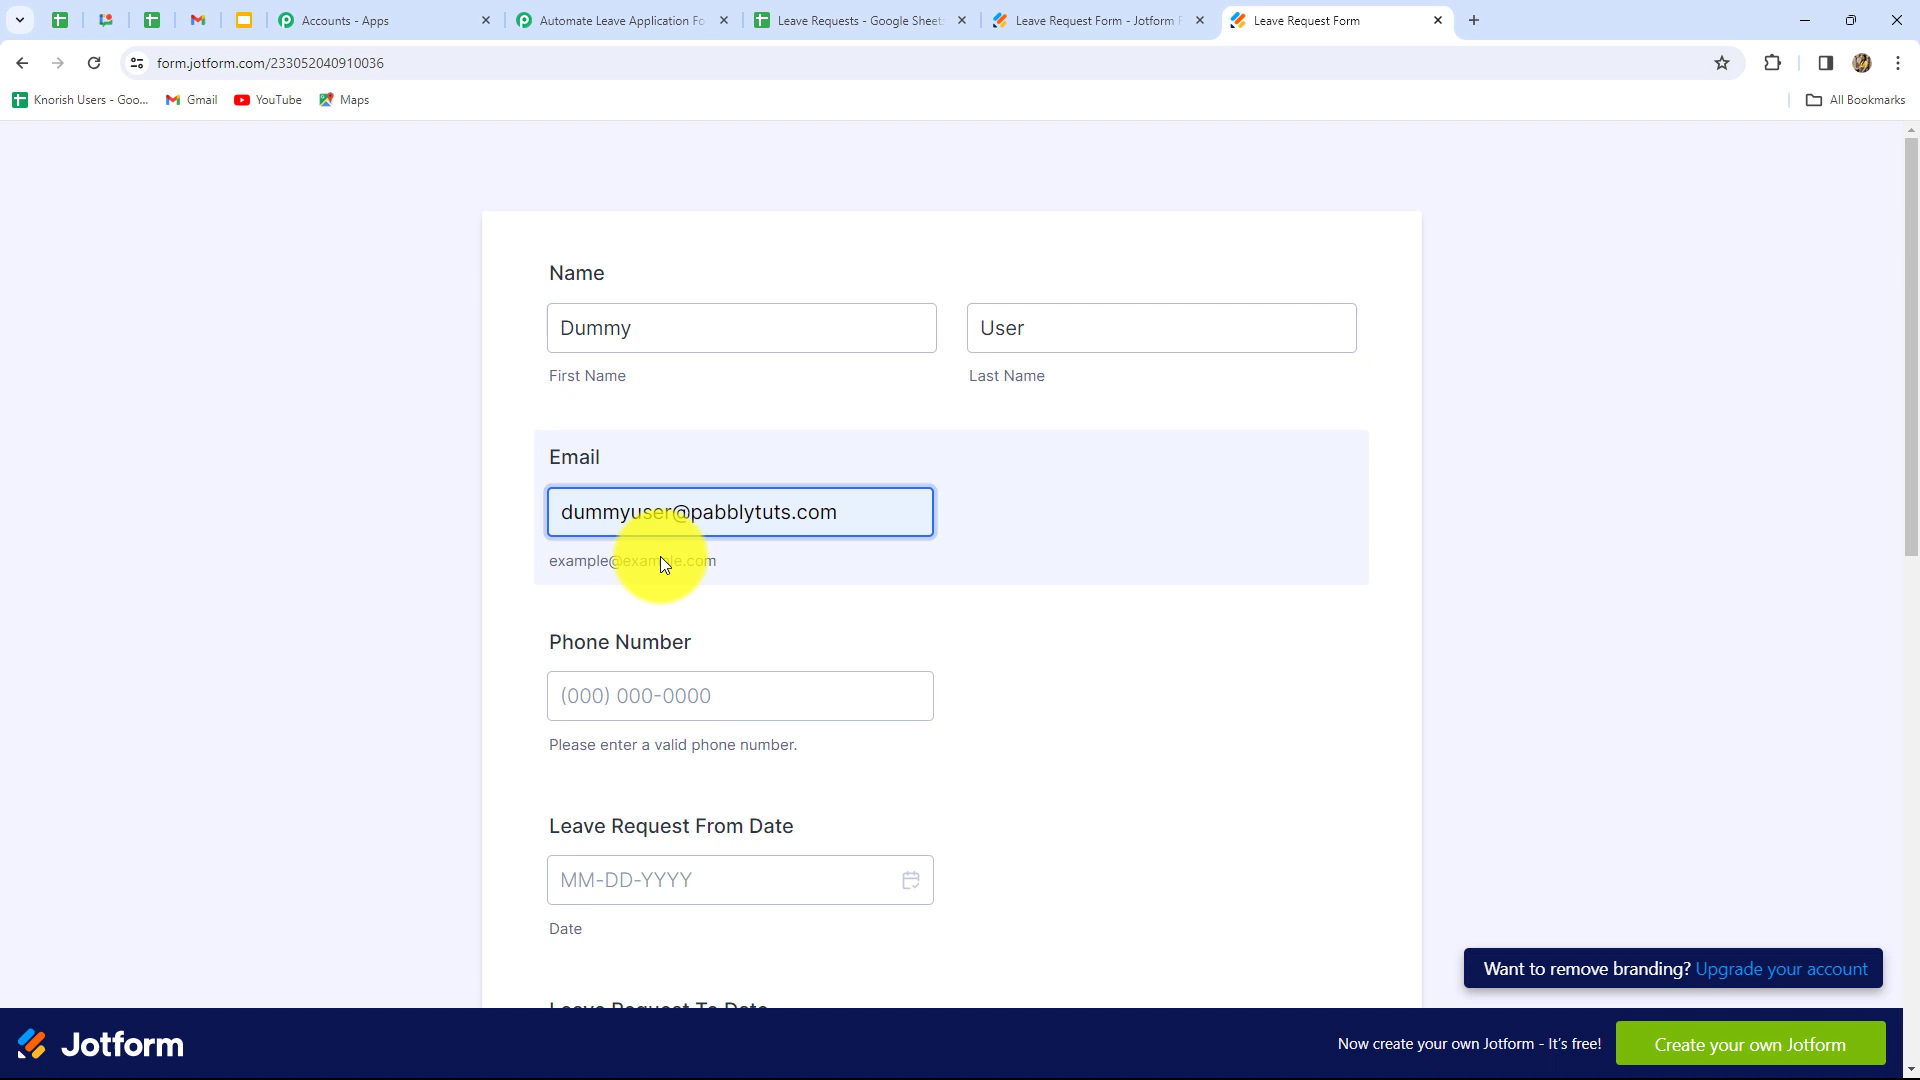 Accounts - Apps
Automate Leave Application Fo
Leave Requests - Google Sheet
Leave Request Form - Jotform F
Leave Request Form
form.jotform.com/233052040910036
Knorish Users - Goo...
Gmail
YouTube
Maps
All Bookmarks
Name
Dummy
User
First Name
Last Name
Email
dummyuser@pabblytuts.com
example@example.com
Phone Number
(000) 000-0000
Please enter a valid phone number.
Leave Request From Date
MM-DD-YYYY
Date
Leave Request To Date
Want to remove branding? Upgrade your account
Jotform
Now create your own Jotform - It's free!
Create your own Jotform